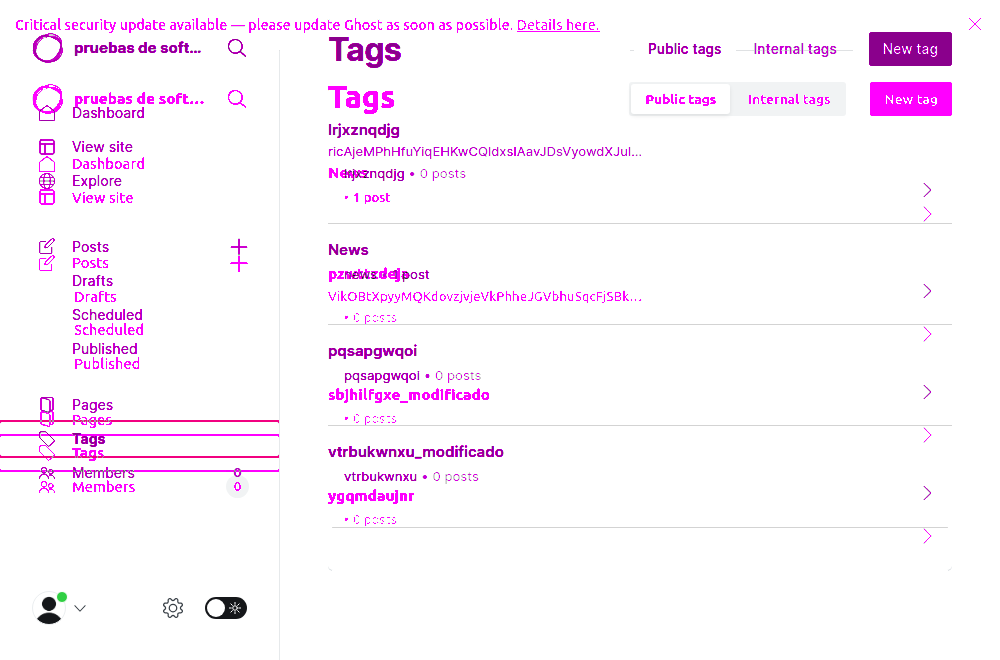 Critical security update available — please update Ghost as soon as possible. Details here.
pruebas de soft...
Tags
Public tags
Internal tags
New tag
pruebas de soft...
Tags
Public tags
Internal tags
New tag
Dashboard
View site
Dashboard
Explore
View site
Posts
Posts
Drafts
Drafts
Scheduled
Scheduled
Published
Published
Pages
Pages
Tags
Tags
Members 0
Members 0
lrjxznqdjg
News
lrjxznqdjg • 0 posts
• 1 post
News
news • 1 post
• 0 posts
pqsapgwqoi
pqsapgwqoi • 0 posts
sbjhilfgxe_modificado
• 0 posts
vtrbukwnxu_modificado
vtrbukwnxu • 0 posts
ygqmdaujnr
• 0 posts